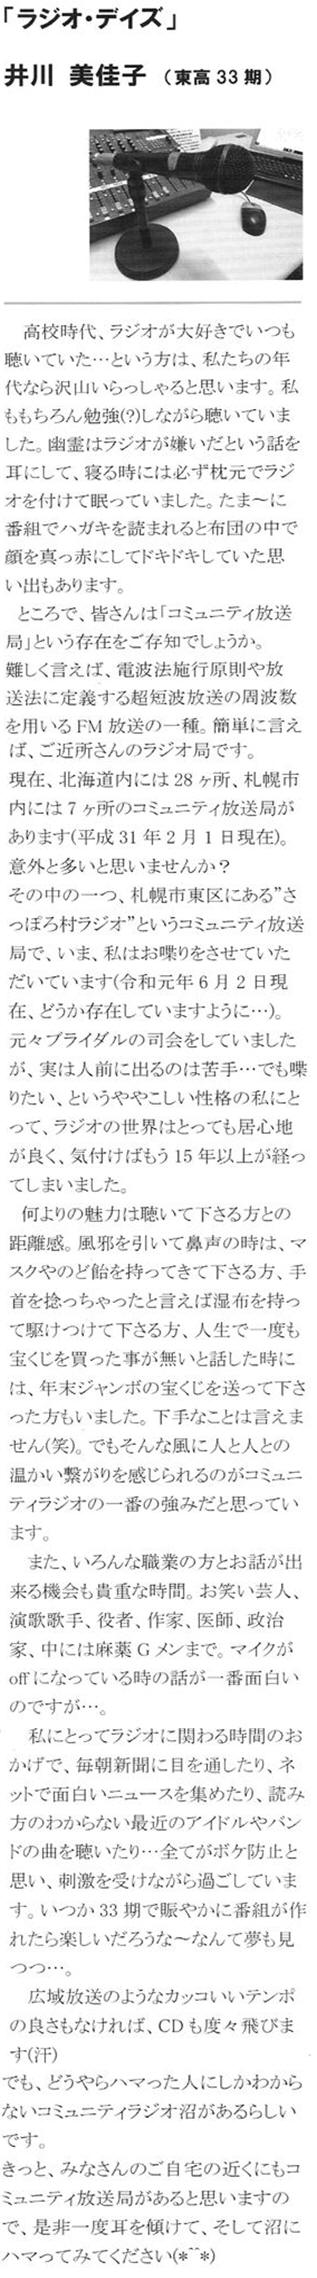 「ラジオ・デイズ」
井川 美佳子 （東高33期）
高校時代、ラジオが大好きでいつも
聴いていた…という方は、私たちの年
代なら沢山いらっしゃると思います。私
ももちろん勉強(?)しながら聴いていま
した。幽霊はラジオが嫌いだという話を
耳にして、寝る時には必ず枕元でラジ
オを付けて眠っていました。たま～に
番組でハガキを読まれると布団の中で
顔を真っ赤にしてドキドキしていた思
い出もあります。
ところで、皆さんは「コミュニティ放送
局」という存在をご存知でしょうか。
難しく言えば、電波法施行原則や放
送法に定義する超短波放送の周波数
を用いるFM放送の一種。簡単に言え
ば、ご近所さんのラジオ局です。
現在、北海道内には28ヶ所、札幌市
内には7ヶ所のコミュニティ放送局が
あります(平成31年2月1日現在)。
意外と多いと思いませんか？
その中の一つ、札幌市東区にある”さ
っぽろ村ラジオ”というコミュニティ放送
局で、いま、私はお喋りをさせていた
だいています(令和元年6月2日現
在、どうか存在していますように…)。
元々ブライダルの司会をしていました
が、実は人前に出るのは苦手…でも喋
りたい、というややこしい性格の私にと
って、ラジオの世界はとっても居心地
が良く、気付けばもう15年以上が経っ
てしまいました。
何よりの魅力は聴いて下さる方との
距離感。風邪を引いて鼻声の時は、マ
スクやのど飴を持ってきて下さる方、手
首を捻っちゃったと言えば湿布を持っ
て駆けつけて下さる方、人生で一度も
宝くじを買った事が無いと話した時に
は、年末ジャンボの宝くじを送って下さ
った方もいました。下手なことは言えま
せん(笑)。でもそんな風に人と人との
温かい繋がりを感じられるのがコミュニ
ティラジオの一番の強みだと思ってい
ます。
また、いろんな職業の方とお話が出
来る機会も貴重な時間。お笑い芸人、
演歌歌手、役者、作家、医師、政治
家、中には麻薬Gメンまで。マイクが
offになっている時の話が一番面白い
のですが…。
私にとってラジオに関わる時間のお
かげで、毎朝新聞に目を通したり、ネ
ットで面白いニュースを集めたり、読み
方のわからない最近のアイドルやバン
ドの曲を聴いたり…全てがボケ防止と
思い、刺激を受けながら過ごしていま
す。いつか33期で賑やかに番組が作
れたら楽しいだろうな～なんて夢も見
つつ…。
広域放送のようなカッコいいテンポ
の良さもなければ、CDも度々飛びま
す(汗)
でも、どうやらハマった人にしかわから
ないコミュニティラジオ沼があるらしい
です。
きっと、みなさんのご自宅の近くにもコ
ミュニティ放送局があると思いますの
で、是非一度耳を傾けて、そして沼に
ハマってみてください(*^^*)